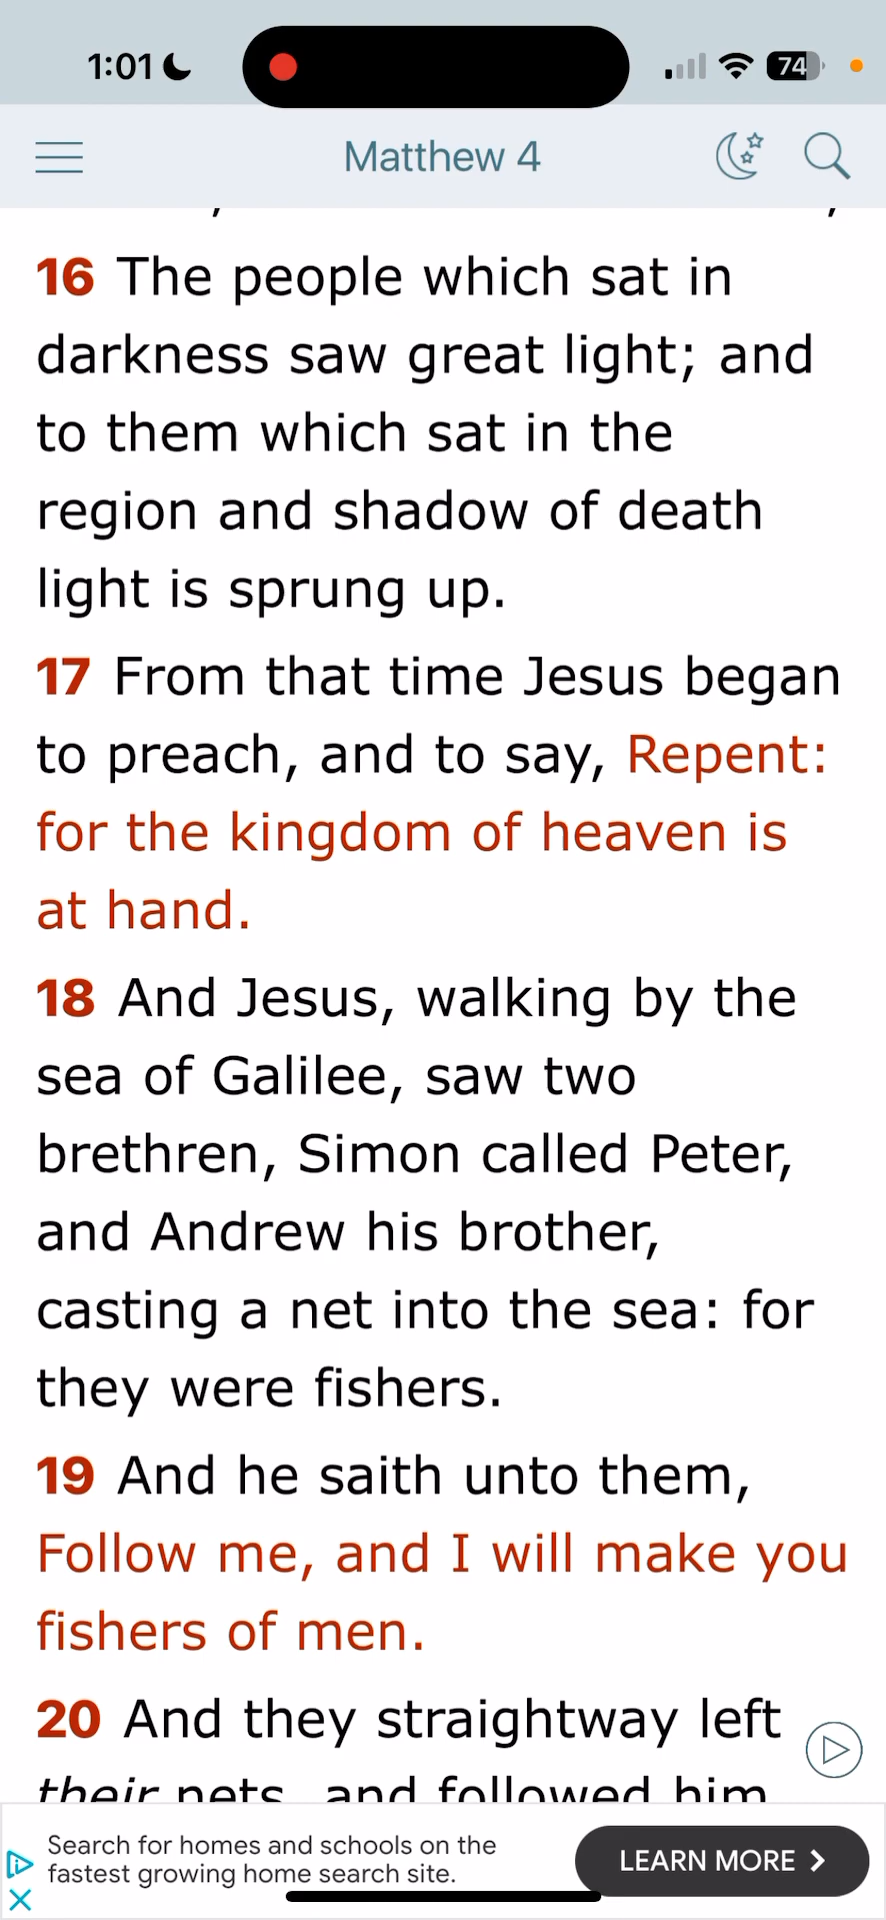 1:01
74
Matthew 4
16 The people which sat in
darkness saw great light; and
to them which sat in the
region and shadow of death
light is sprung up.
17 From that time Jesus began
to preach, and to say, Repent:
for the kingdom of heaven is
at hand.
18 And Jesus, walking by the
sea of Galilee, saw two
brethren, Simon called Peter,
and Andrew his brother,
casting a net into the sea: for
they were fishers.
19 And he saith unto them,
Follow me, and I will make you
fishers of men.
20 And they straightway left
their nets, and followed him
Search for homes and schools on the
fastest growing home search site.
LEARN MORE